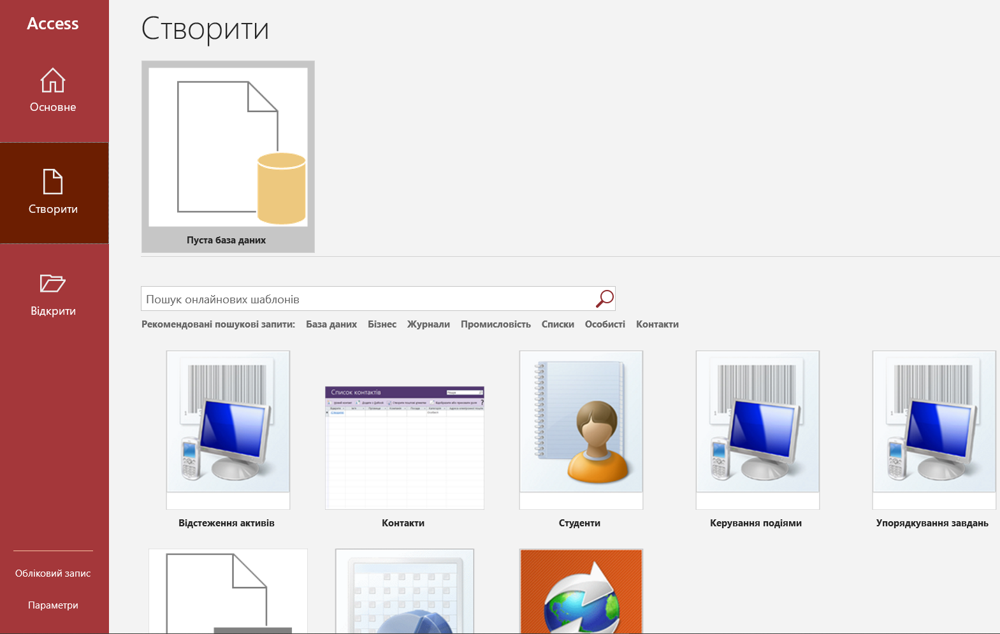 Access
Основне
Створити
Відкрити
Обліковий запис
Параметри
Створити
Пуста база даних
Пошук онлайнових шаблонів
Рекомендовані пошукові запити: База даних Бізнес Журнали Промисловість Списки Особисті Контакти
Список контактів
Відстеження активів
Контакти
Студенти
Керування подіями
Упорядкування завдань